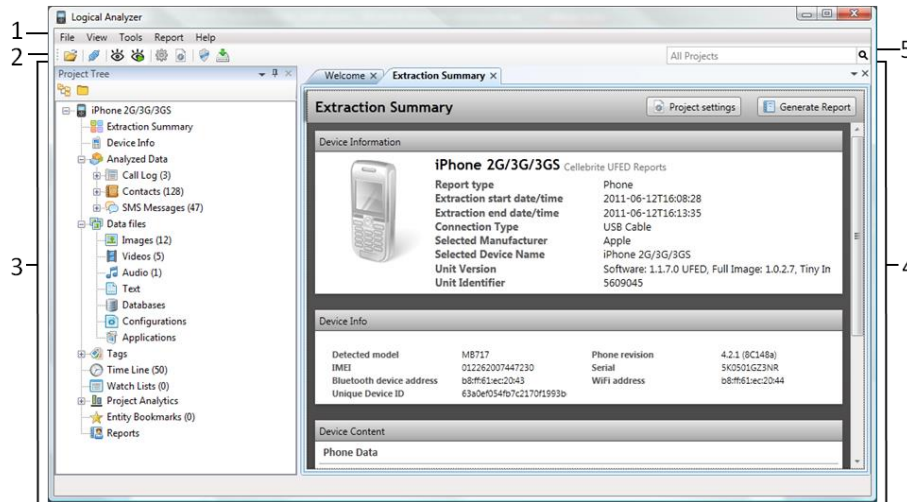 Logical Analyzer
1
File View Tools Report Help
2
All Projects
5
Project Tree
Welcome Extraction Summary
iPhone 2G/3G/3GS
Extraction Summary
Device Info
Analyzed Data
Call Log (3)
Contacts (128)
SMS Messages (47)
Data files
Images (12)
Videos (5)
Audio (1)
Text
Databases
Configurations
Applications
Tags
Time Line (50)
Watch Lists (0)
Project Analytics
Entity Bookmarks (0)
Reports
3
Extraction Summary
Project settings Generate Report
Device Information
iPhone 2G/3G/3GS Cellebrite UFED Reports
Report type Phone
Extraction start date/time 2011-06-12T16:08:28
Extraction end date/time 2011-06-12T16:13:35
Connection Type USB Cable
Selected Manufacturer Apple
Selected Device Name iPhone 2G/3G/3GS
Unit Version Software: 1.1.7.0 UFED, Full Image: 1.0.2.7, Tiny In
Unit Identifier 5609045
4
Device Info
Detected model MB717 Phone revision 4.2.1 (8C148a)
IMEI 012262007447230 Serial 5K0501GZ3NR
Bluetooth device address b8:ff:61:ec:20:43 WiFi address b8:ff:61:ec:20:44
Unique Device ID 63a0ef054fb7c2170f1993b
Device Content
Phone Data